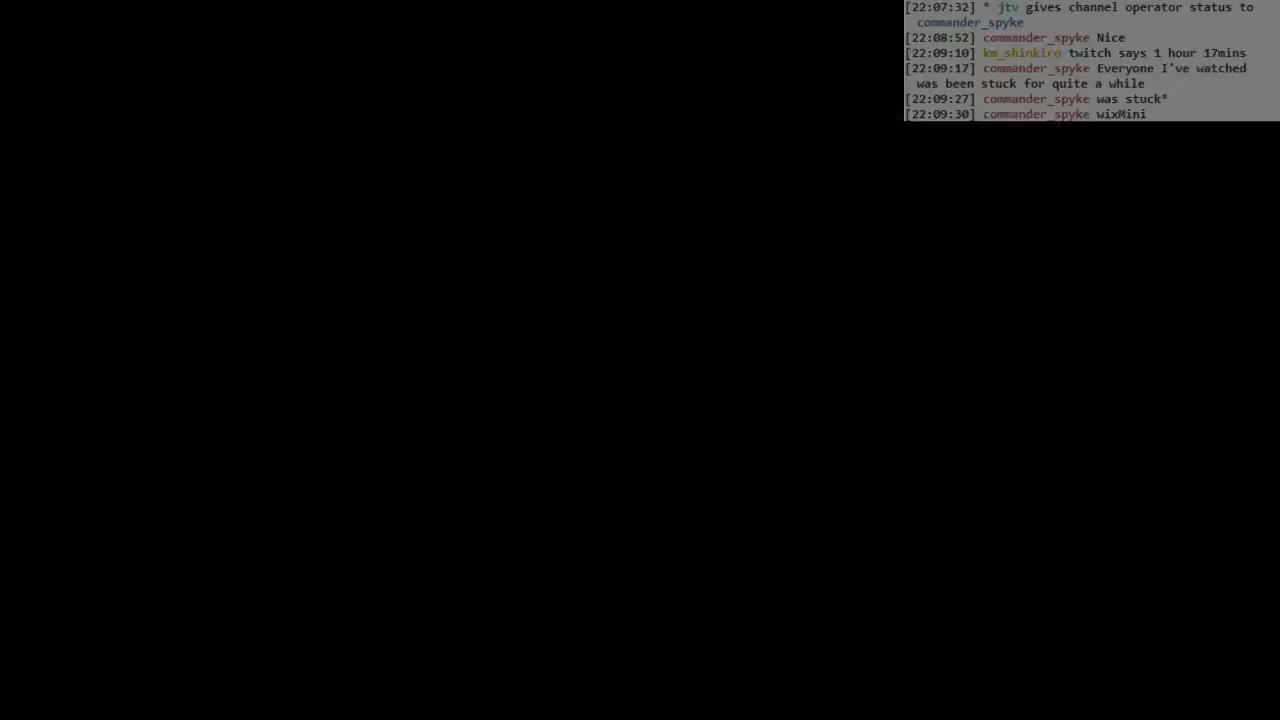 [22:07:32] * jtv gives channel operator status to
commander_spyke
[22:08:52] commander_spyke Nice
[22:09:10] km_shinkiro twitch says 1 hour 17mins
[22:09:17] commander_spyke Everyone I've watched
was been stuck for quite a while
[22:09:27] commander_spyke was stuck*
[22:09:30] commander_spyke wixMini